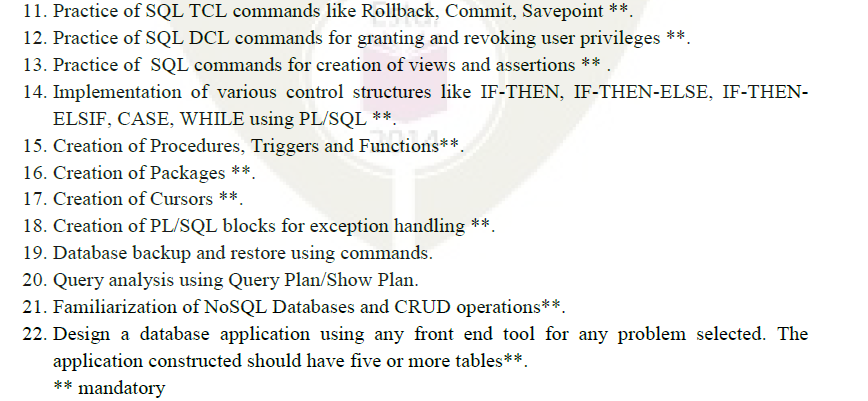 11. Practice of SQL TCL commands like Rollback, Commit, Savepoint **.
12. Practice of SQL DCL commands for granting and revoking user privileges **.
13. Practice of SQL commands for creation of views and assertions ** .
14. Implementation of various control structures like IF-THEN, IF-THEN-ELSE, IF-THEN-
ELSIF, CASE, WHILE using PL/SQL **.
15. Creation of Procedures, Triggers and Functions**.
16. Creation of Packages **.
17. Creation of Cursors **.
18. Creation of PL/SQL blocks for exception handling **.
19. Database backup and restore using commands.
20. Query analysis using Query Plan/Show Plan.
21. Familiarization of NoSQL Databases and CRUD operations**.
22. Design a database application using any front end tool for any problem selected. The
application constructed should have five or more tables**.
** mandatory
Estd
2014